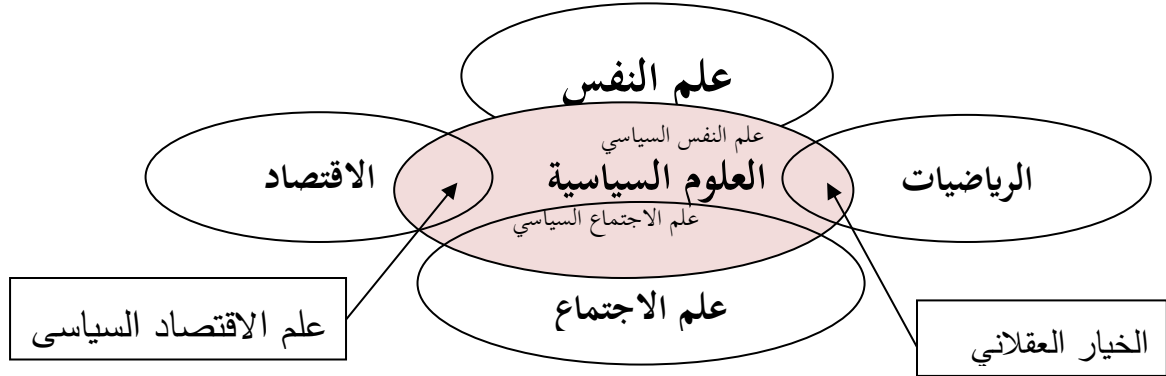 علم النفس
علم النفس السياسي
الرياضيات
العلوم السياسية
الاقتصاد
علم الاجتماع السياسي
علم الاجتماع
الخيار العقلاني
علم الاقتصاد السياسى